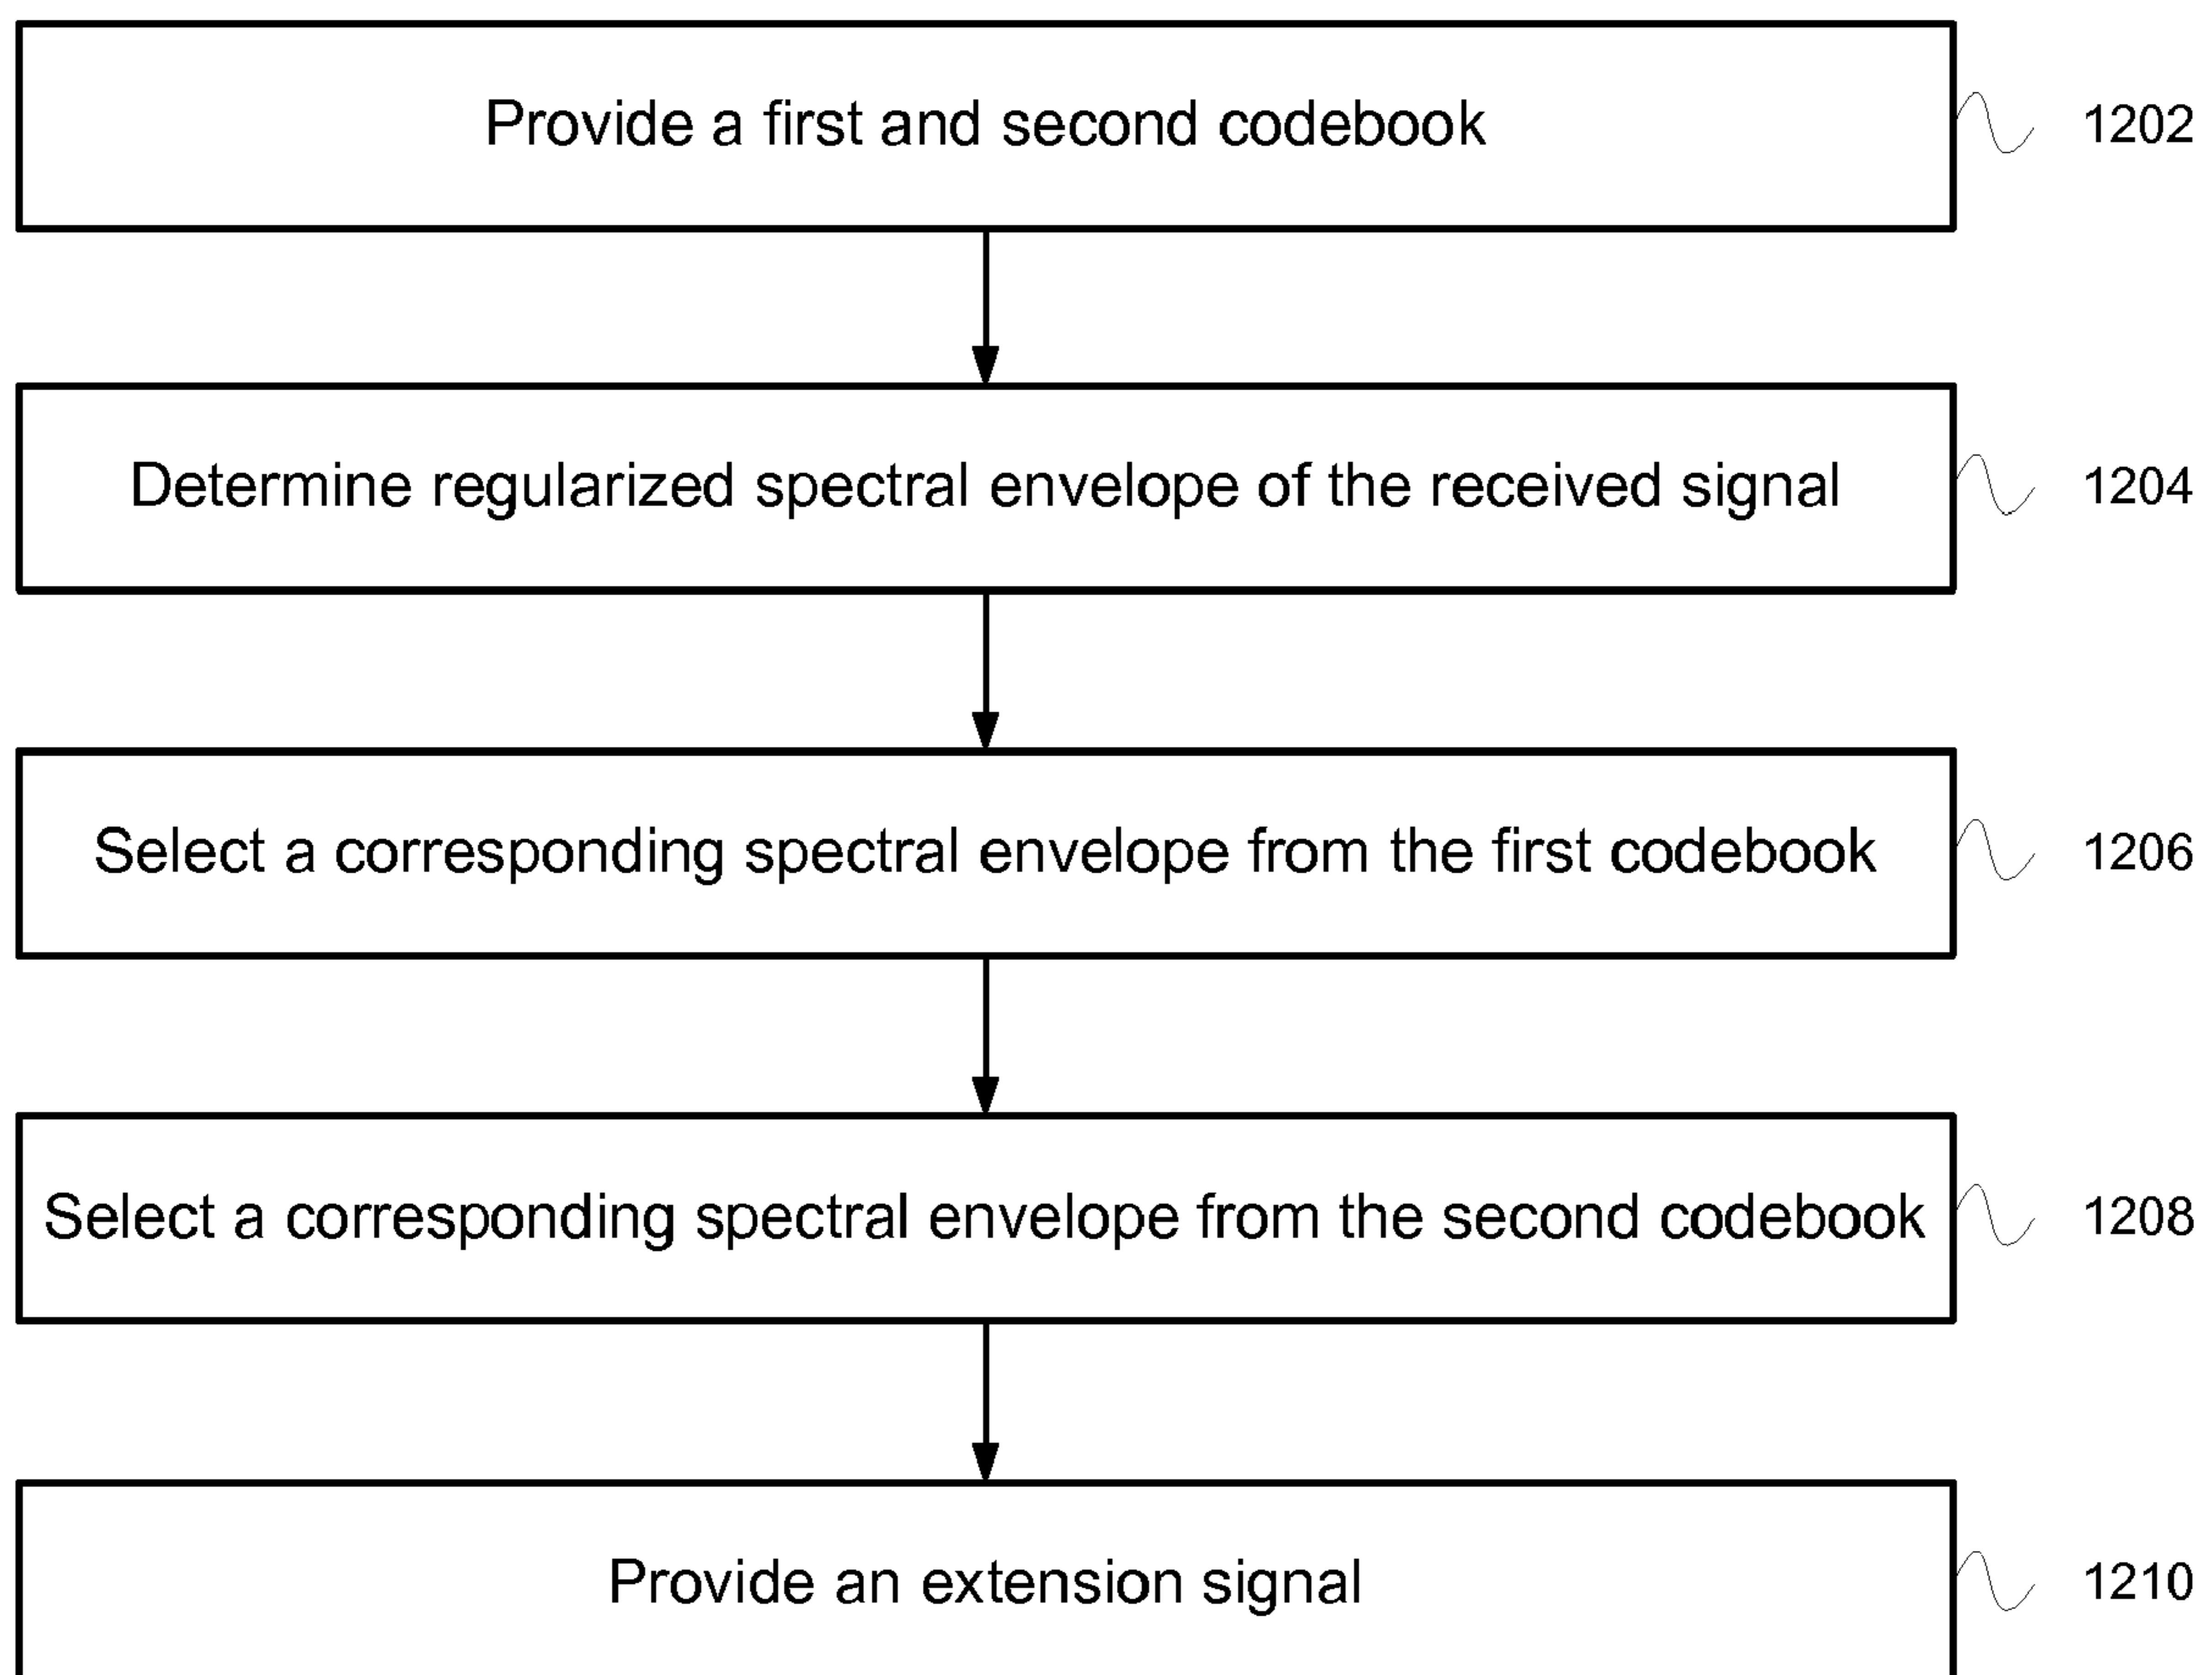 Provide a first and second codebook
1202
Determine regularized spectral envelope of the received signal
1204
Select a corresponding spectral envelope from the first codebook
1206
Select a corresponding spectral envelope from the second codebook
1208
Provide an extension signal
1210